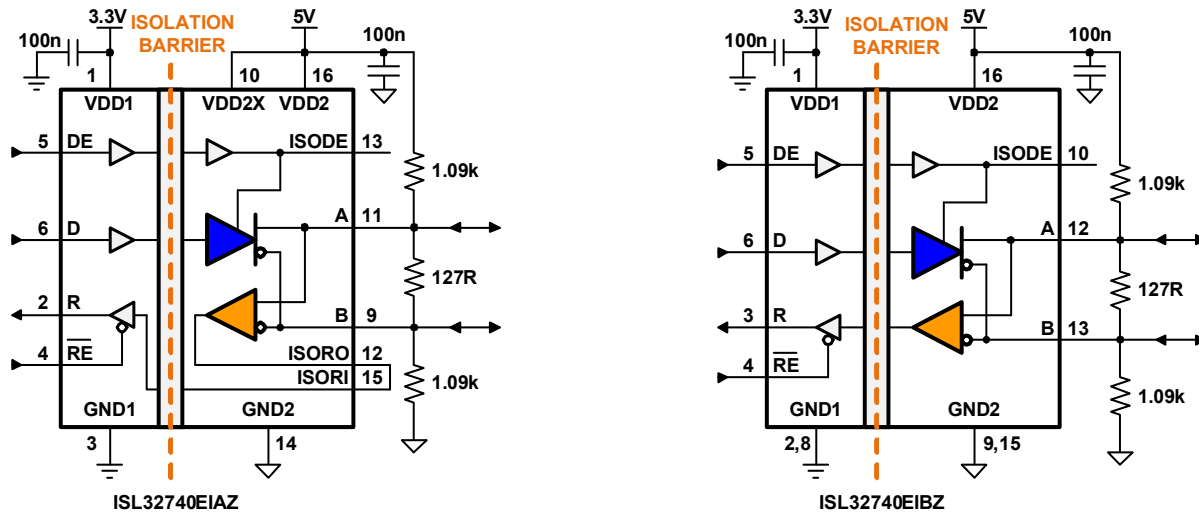 3.3V
ISOLATION
BARRIER
5V
100n
100n
1
10
16
VDD1
VDD2X
VDD2
5
DE
ISODE
13
1.09k
A
11
6
D
127R
2
R
B
9
4
RE
ISORO
12
ISORI
15
1.09k
GND1
GND2
3
14
ISL32740EIAZ
3.3V
ISOLATION
BARRIER
5V
100n
100n
1
16
VDD1
VDD2
5
DE
ISODE
10
1.09k
A
12
6
D
127R
3
R
B
13
4
RE
1.09k
GND1
GND2
2,8
9,15
ISL32740EIBZ